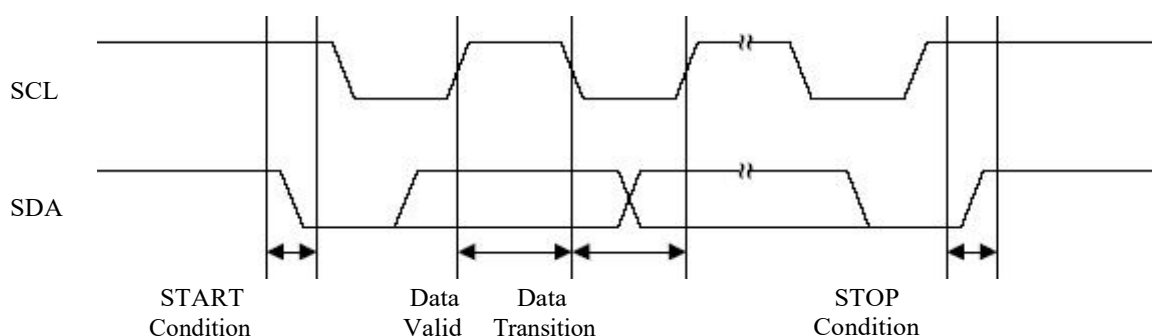 SCL
SDA
START Condition
Data Valid
Data Transition
STOP Condition